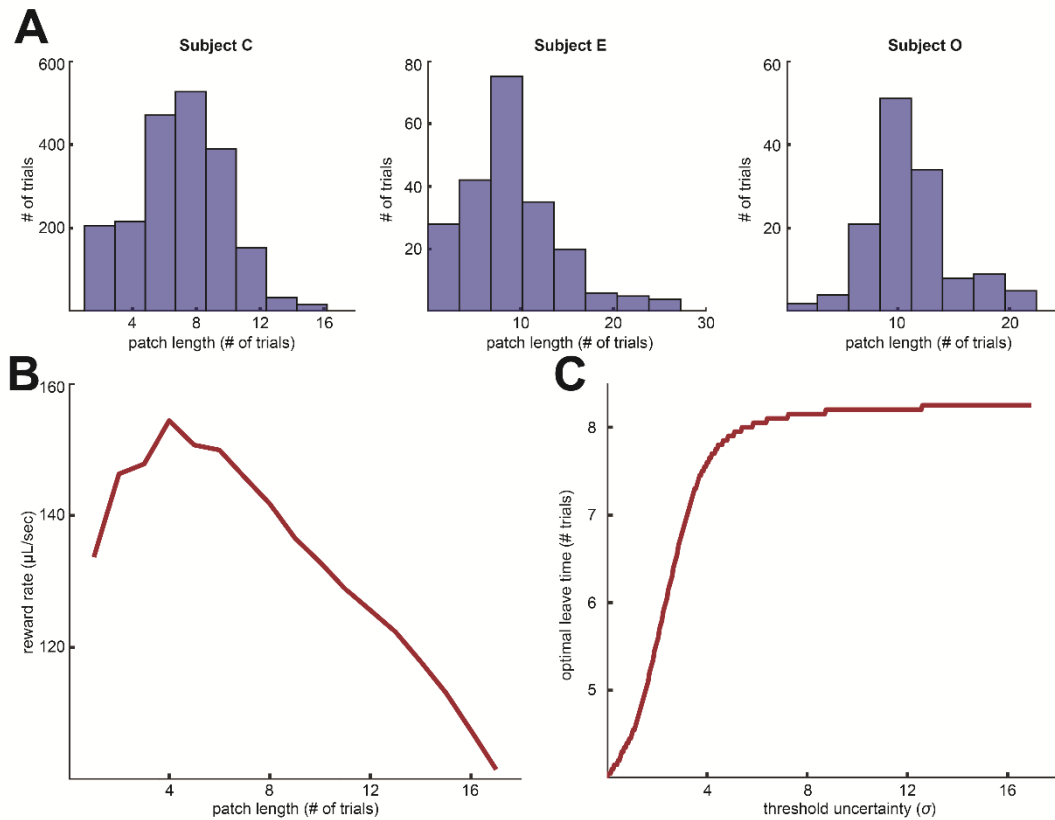 A
Subject C
600
400
200
# of trials
4
8
12
16
patch length (# of trials)
Subject E
80
60
40
20
# of trials
10
20
30
patch length (# of trials)
Subject O
60
40
20
# of trials
10
20
patch length (# of trials)
B
160
140
120
reward rate (µL/sec)
4
8
12
16
patch length (# of trials)
C
8
7
6
5
optimal leave time (# trials)
4
8
12
16
threshold uncertainty (σ)